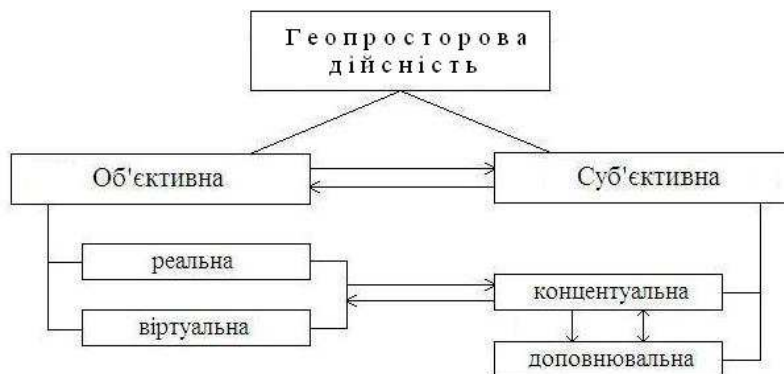 Геопросторова
дійсність
Об'єктивна
Суб'єктивна
реальна
віртуальна
концентуальна
доповнювальна